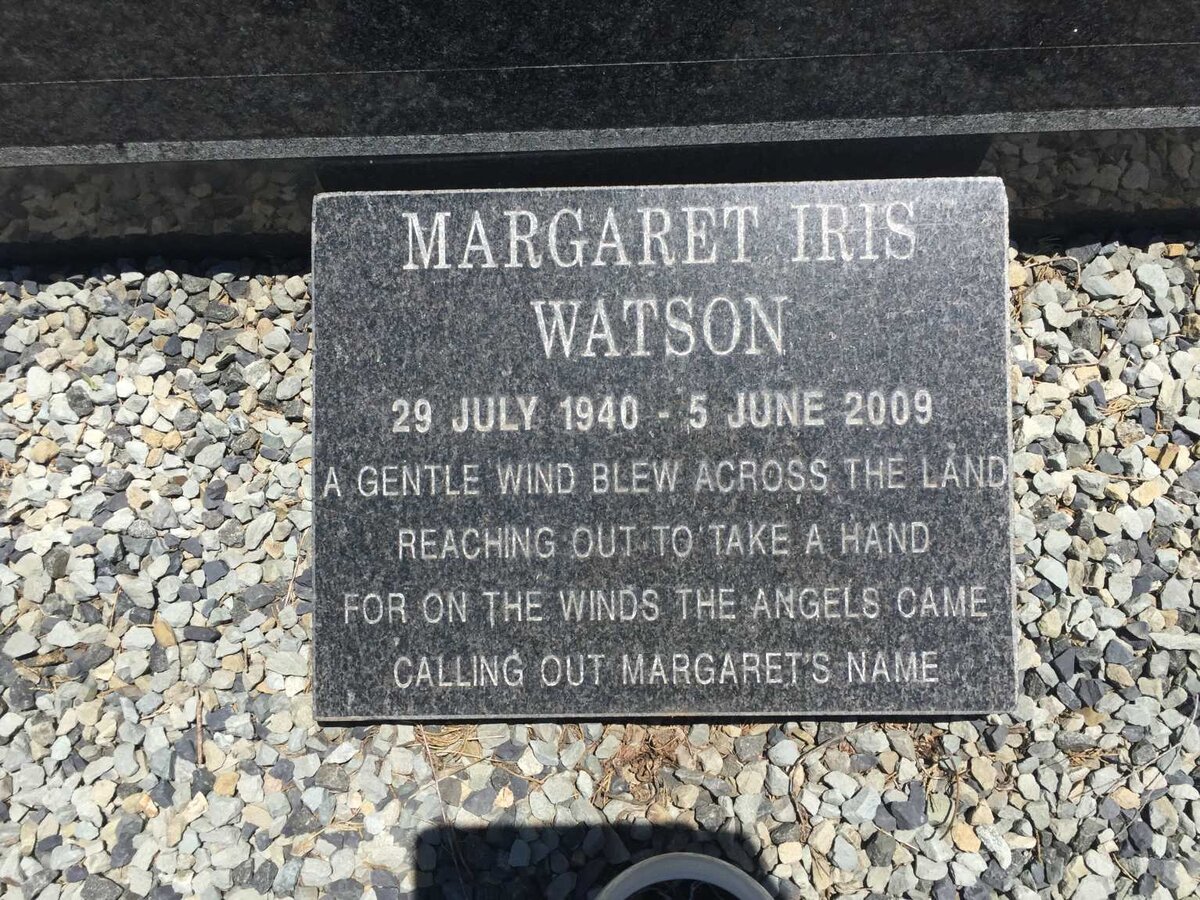 MARGARET IRIS
WATSON
29 JULY 1940 - 5 JUNE 2009
A GENTLE WIND BLEW ACROSS THE LAND
REACHING OUT TO TAKE A HAND
FOR ON THE WINDS THE ANGELS CAME
CALLING OUT MARGARET'S NAME